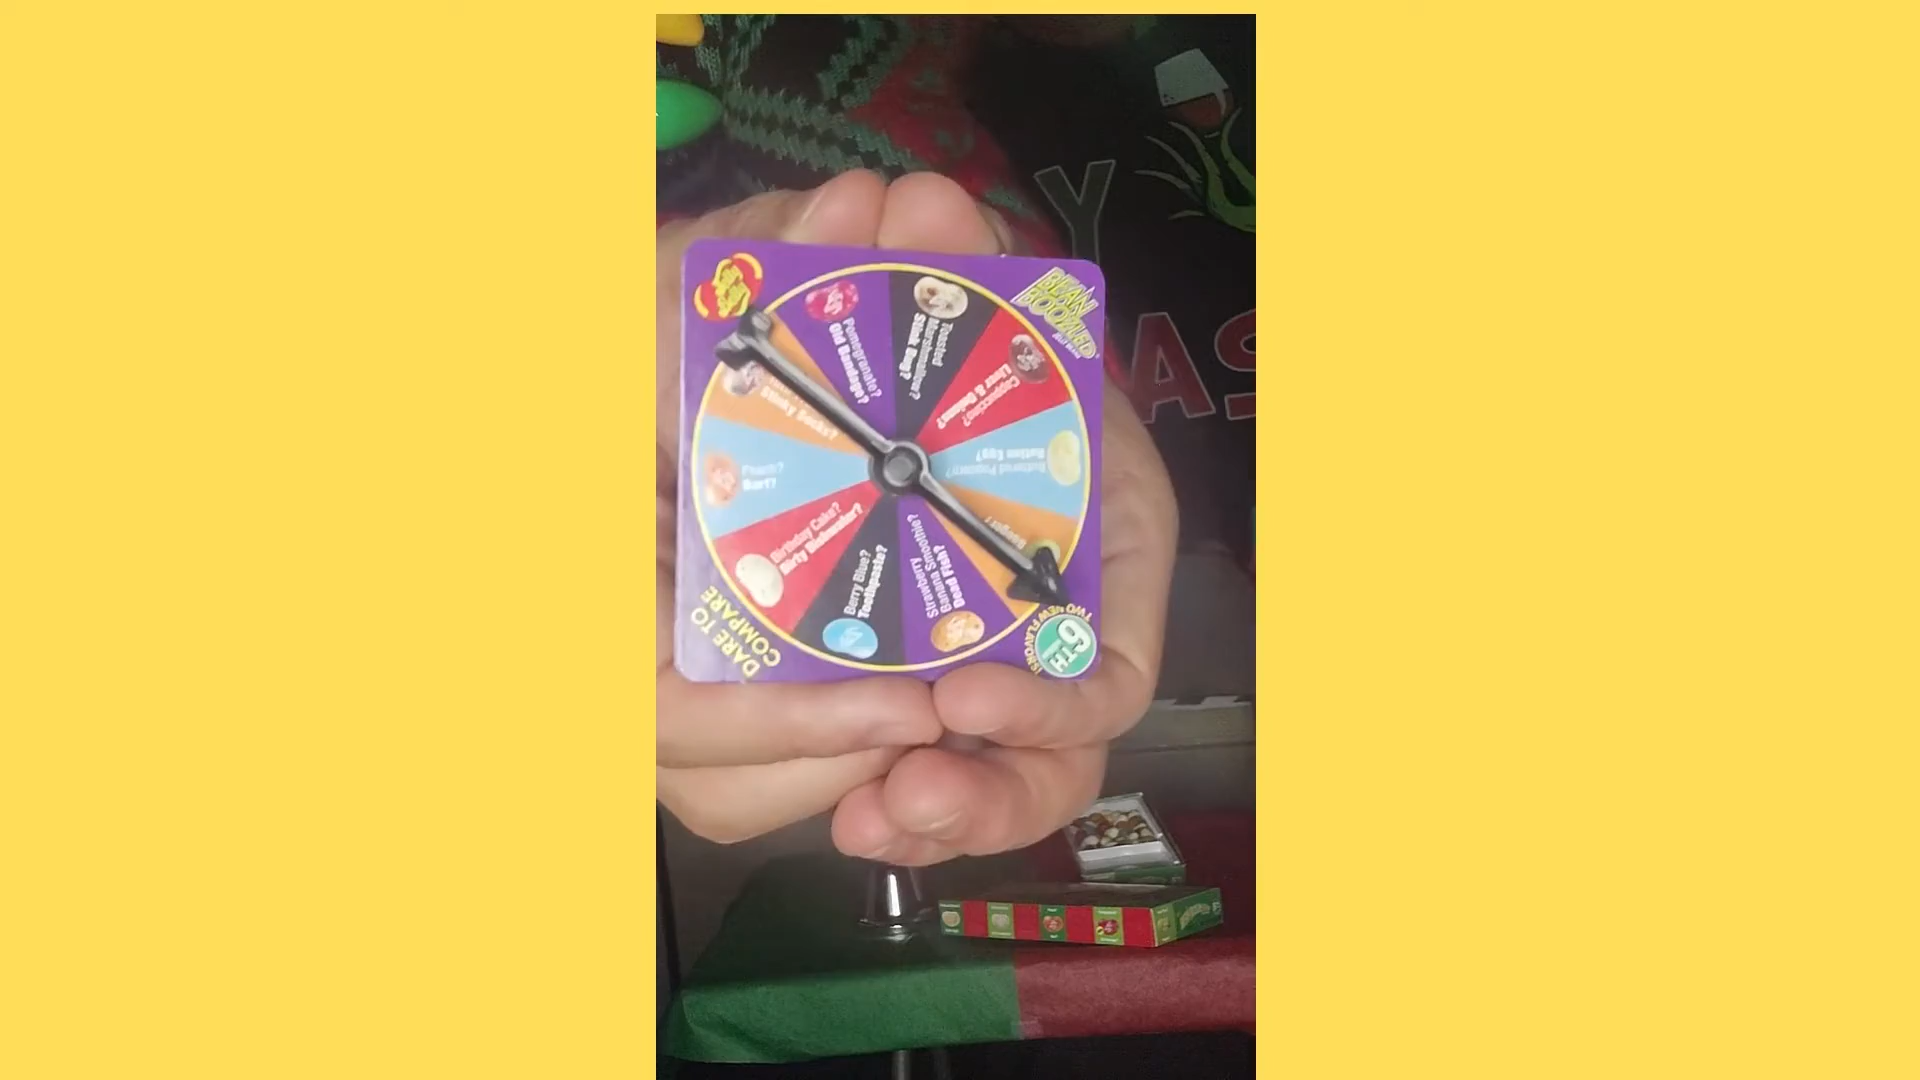 Y
AS
Jelly
Belly
BEAN
BOOZLED
Pomegranate?
Old Bandage?
Toasted
Marshmallow?
Stink Bug?
Cappuccino?
Liver & Onions?
Buttered Popcorn?
Rotten Egg?
Booger?
Strawberry
Banana Smoothie?
Dead Fish?
Berry Blue?
Toothpaste?
Birthday Cake?
Dirty Dishwater?
Peach?
Barf?
Stinky Socks?
DARE TO
COMPARE
6TH
TWO NEW FLAVORS!